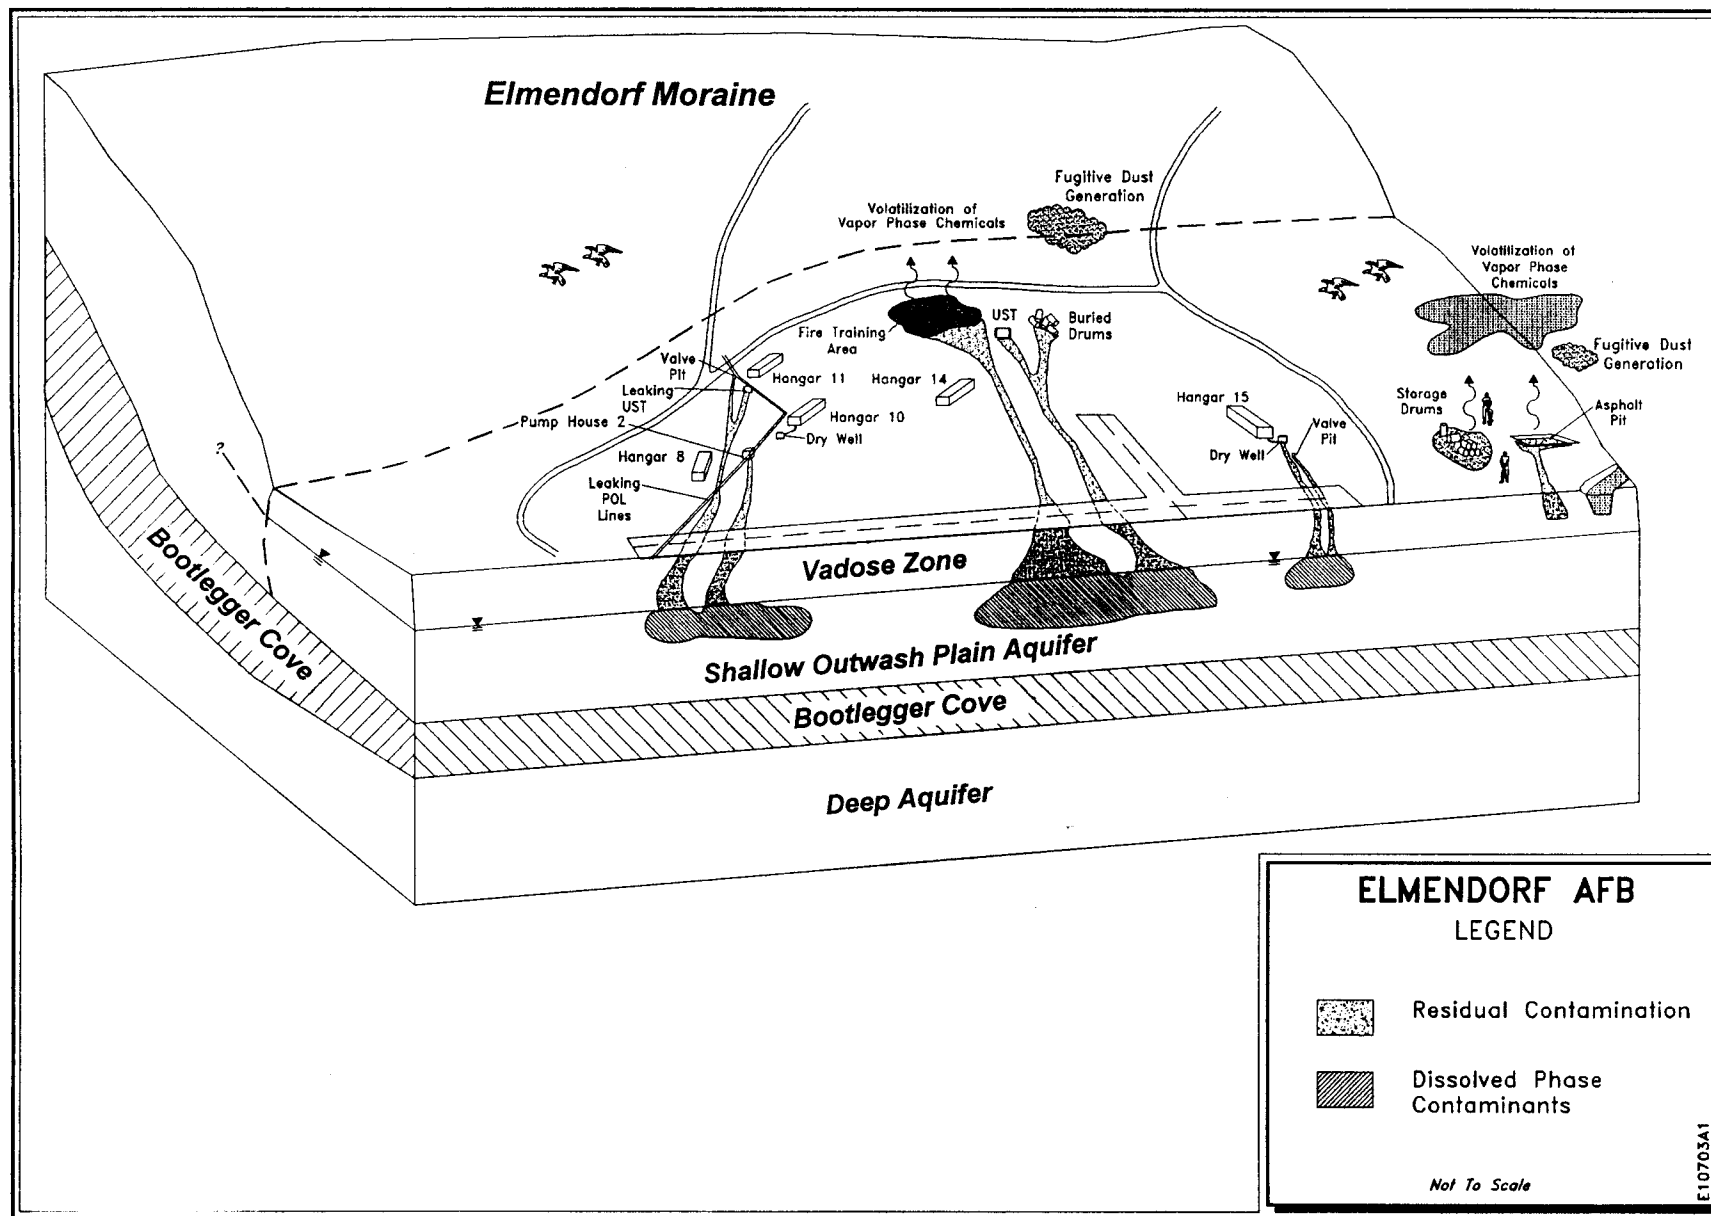 Elmendorf Moraine
Fugitive Dust
Generation
Volatilization of
Vapor Phase Chemicals
Volatilization of
Vapor Phase
Chemicals
Fire Training
Area
UST
Buried
Drums
Fugitive Dust
Generation
Valve
Pit
Leaking
UST
Hangar 11
Hangar 14
Pump House 2
Hangar 10
Dry Well
Hangar 8
Leaking
POL
Lines
Hangar 15
Valve
Pit
Dry Well
Storage
Drums
Asphalt
Pit
?
Vadose Zone
Bootlegger Cove
Shallow Outwash Plain Aquifer
Bootlegger Cove
Deep Aquifer
ELMENDORF AFB
LEGEND
Residual Contamination
Dissolved Phase
Contaminants
Not To Scale
E10703A1